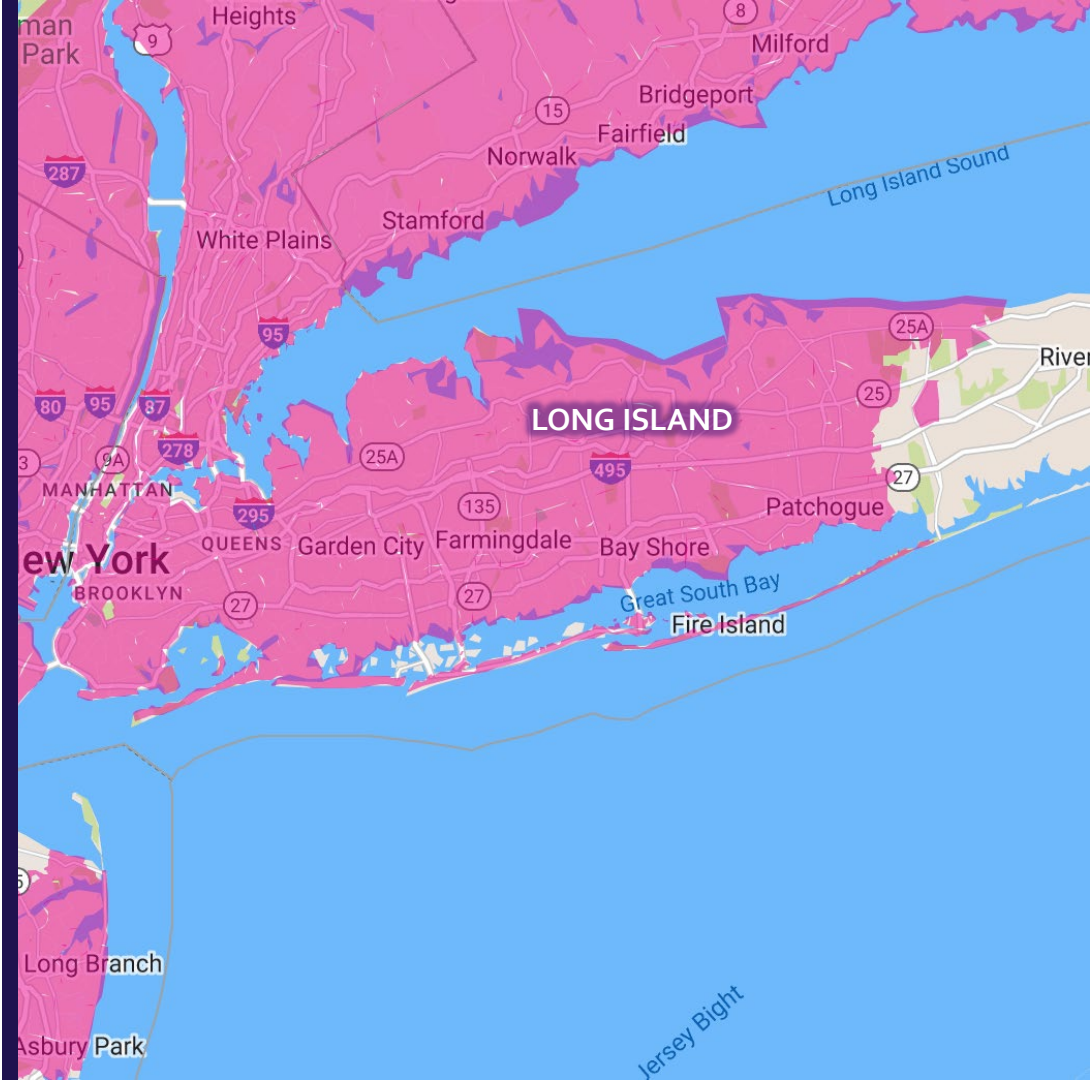 Heights
8
man
Park
9
Milford
Bridgeport
15
Fairfield
Norwalk
287
Long Island Sound
Stamford
White Plains
95
25A
River
80
95
87
25
LONG ISLAND
278
3
9A
25A
495
27
MANHATTAN
135
Patchogue
295
QUEENS
Garden City
Farmingdale
Bay Shore
ew York
BROOKLYN
27
27
Great South Bay
Fire Island
Long Branch
Jersey Bight
Asbury Park